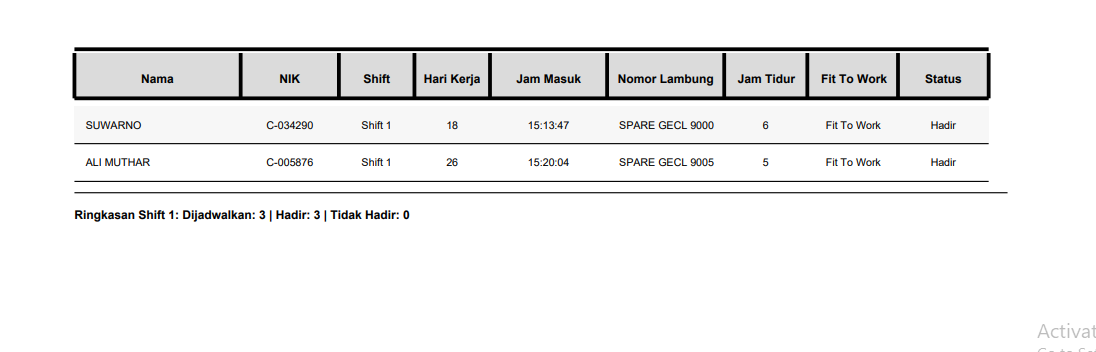 Nama NIK Shift Hari Kerja Jam Masuk Nomor Lambung Jam Tidur Fit To Work Status
SUWARNO C-034290 Shift 1 18 15:13:47 SPARE GECL 9000 6 Fit To Work Hadir
ALI MUTHAR C-005876 Shift 1 26 15:20:04 SPARE GECL 9005 5 Fit To Work Hadir
Ringkasan Shift 1: Dijadwalkan: 3 | Hadir: 3 | Tidak Hadir: 0
Activat